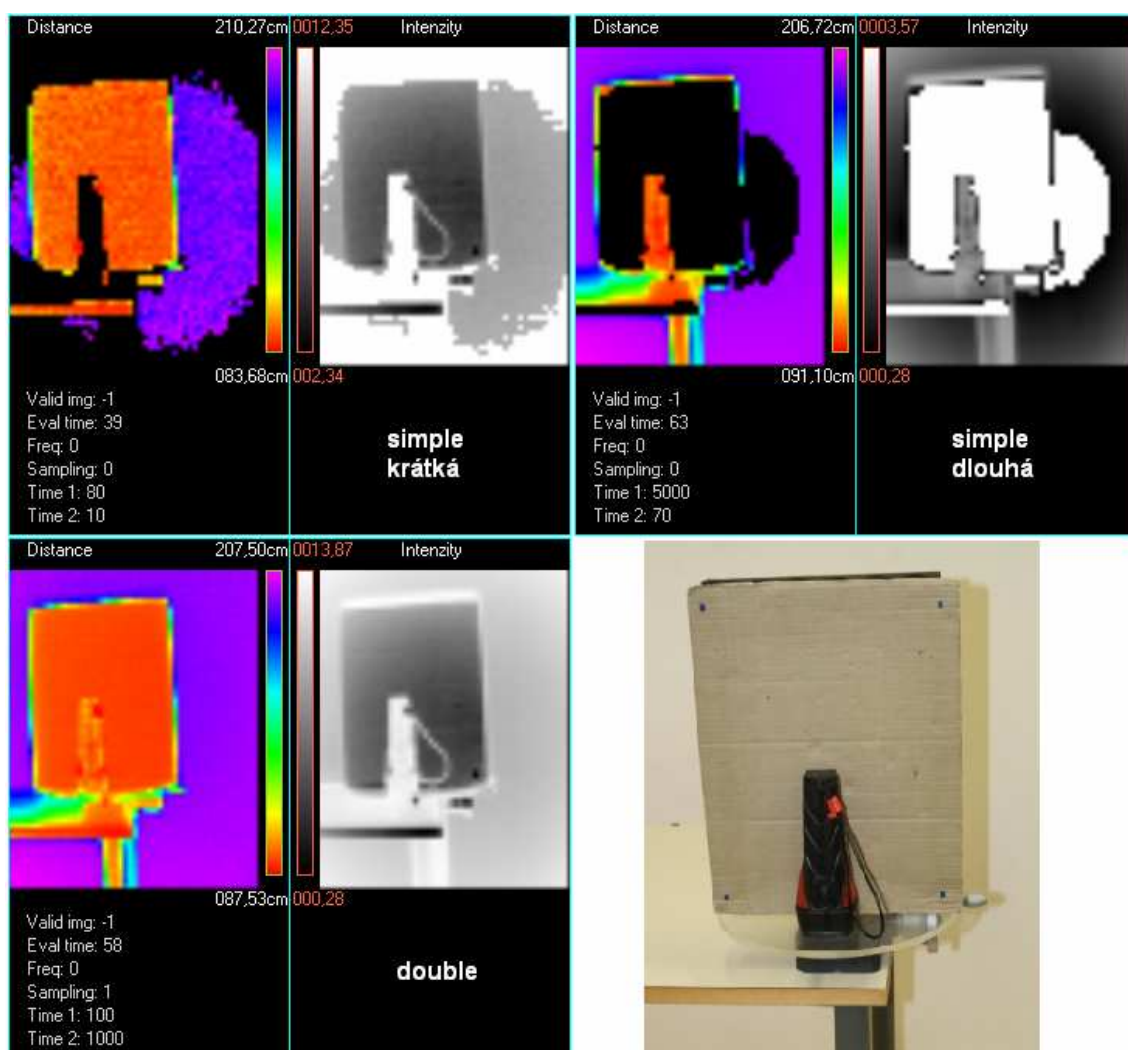 Distance 210,27cm 0012,35 Intenzity
083,68cm 002,34
Valid img: -1
Eval time: 39
Freq: 0
Sampling: 0
Time 1: 80
Time 2: 10
simple
krátká
Distance 206,72cm 0003,57 Intenzity
091,10cm 000,28
Valid img: -1
Eval time: 63
Freq: 0
Sampling: 0
Time 1: 5000
Time 2: 70
simple
dlouhá
Distance 207,50cm 0013,87 Intenzity
087,53cm 000,28
Valid img: -1
Eval time: 58
Freq: 0
Sampling: 1
Time 1: 100
Time 2: 1000
double